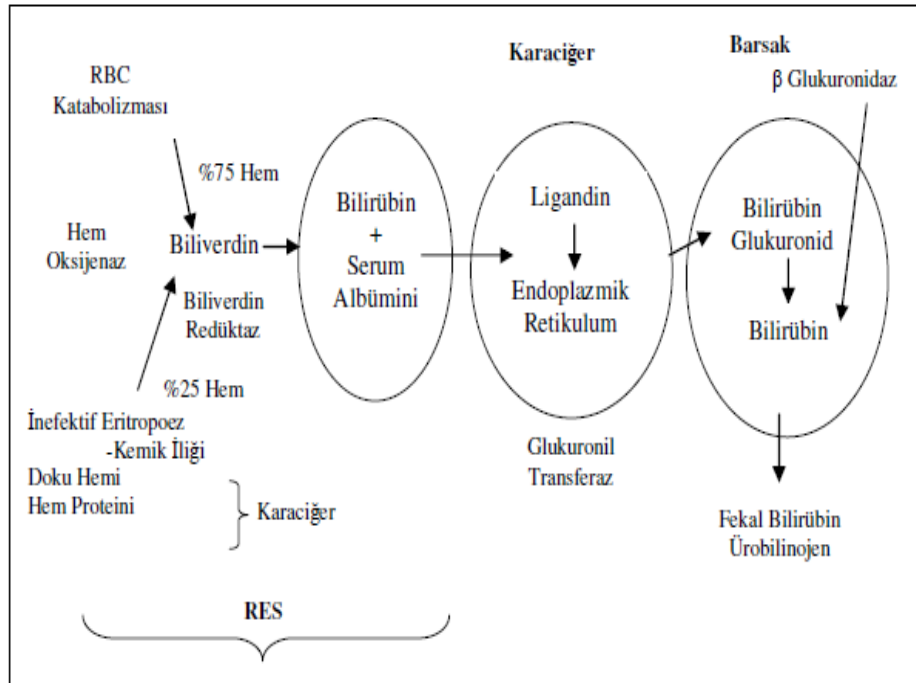 Karaciğer
Barsak
β Glukuronidaz
RBC
Katabolizması
%75 Hem
Hem
Oksijenaz
Biliverdin
Biliverdin
Redüktaz
%25 Hem
İnefektif Eritropoez
-Kemik İliği
Doku Hemi
Hem Proteini
Karaciğer
RES
Bilirübin
+
Serum
Albümini
Ligandin
Endoplazmik
Retikulum
Glukuronil
Transferaz
Bilirübin
Glukuronid
Bilirübin
Fekal Bilirübin
Ürobilinojen